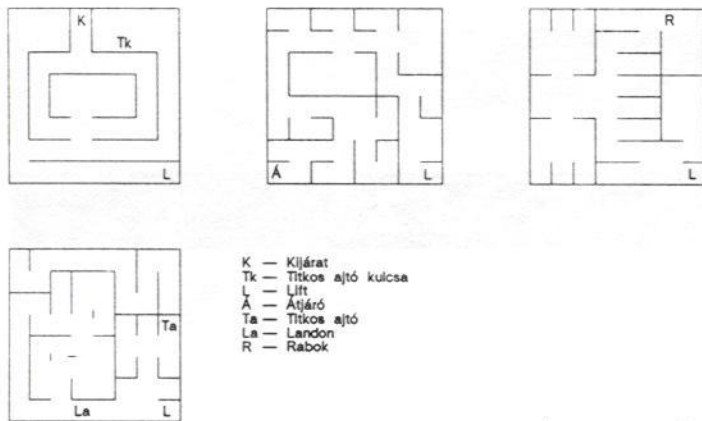 K
Tk
L
Á
L
R
L
Ta
La
L
K — Kijárat
Tk — Titkos ajtó kulcsa
L — Lift
Á — Átjáró
Ta — Titkos ajtó
La — Landon
R — Rabok